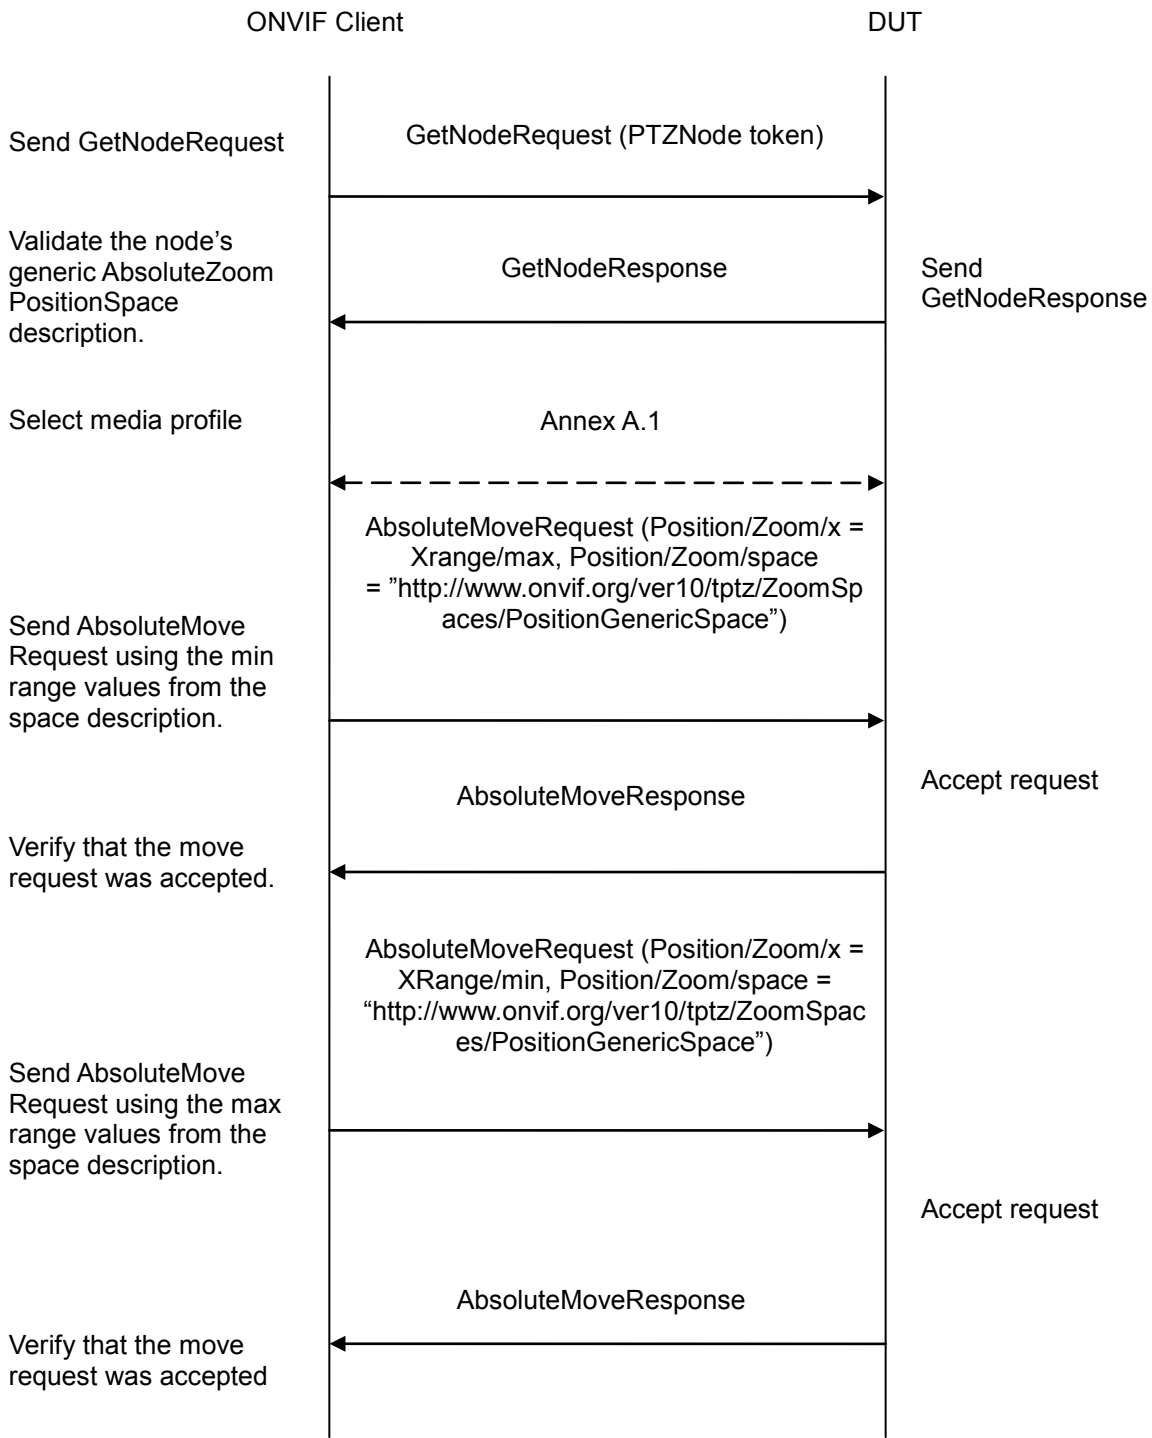 ONVIF Client
DUT
Send GetNodeRequest
GetNodeRequest (PTZNode token)
Validate the node’s
generic AbsoluteZoom
PositionSpace
description.
GetNodeResponse
Send
GetNodeResponse
Select media profile
Annex A.1
AbsoluteMoveRequest (Position/Zoom/x =
Xrange/max, Position/Zoom/space
= ”http://www.onvif.org/ver10/tptz/ZoomSp
aces/PositionGenericSpace”)
Send AbsoluteMove
Request using the min
range values from the
space description.
Accept request
AbsoluteMoveResponse
Verify that the move
request was accepted.
AbsoluteMoveRequest (Position/Zoom/x =
XRange/min, Position/Zoom/space =
“http://www.onvif.org/ver10/tptz/ZoomSpac
es/PositionGenericSpace”)
Send AbsoluteMove
Request using the max
range values from the
space description.
Accept request
AbsoluteMoveResponse
Verify that the move
request was accepted